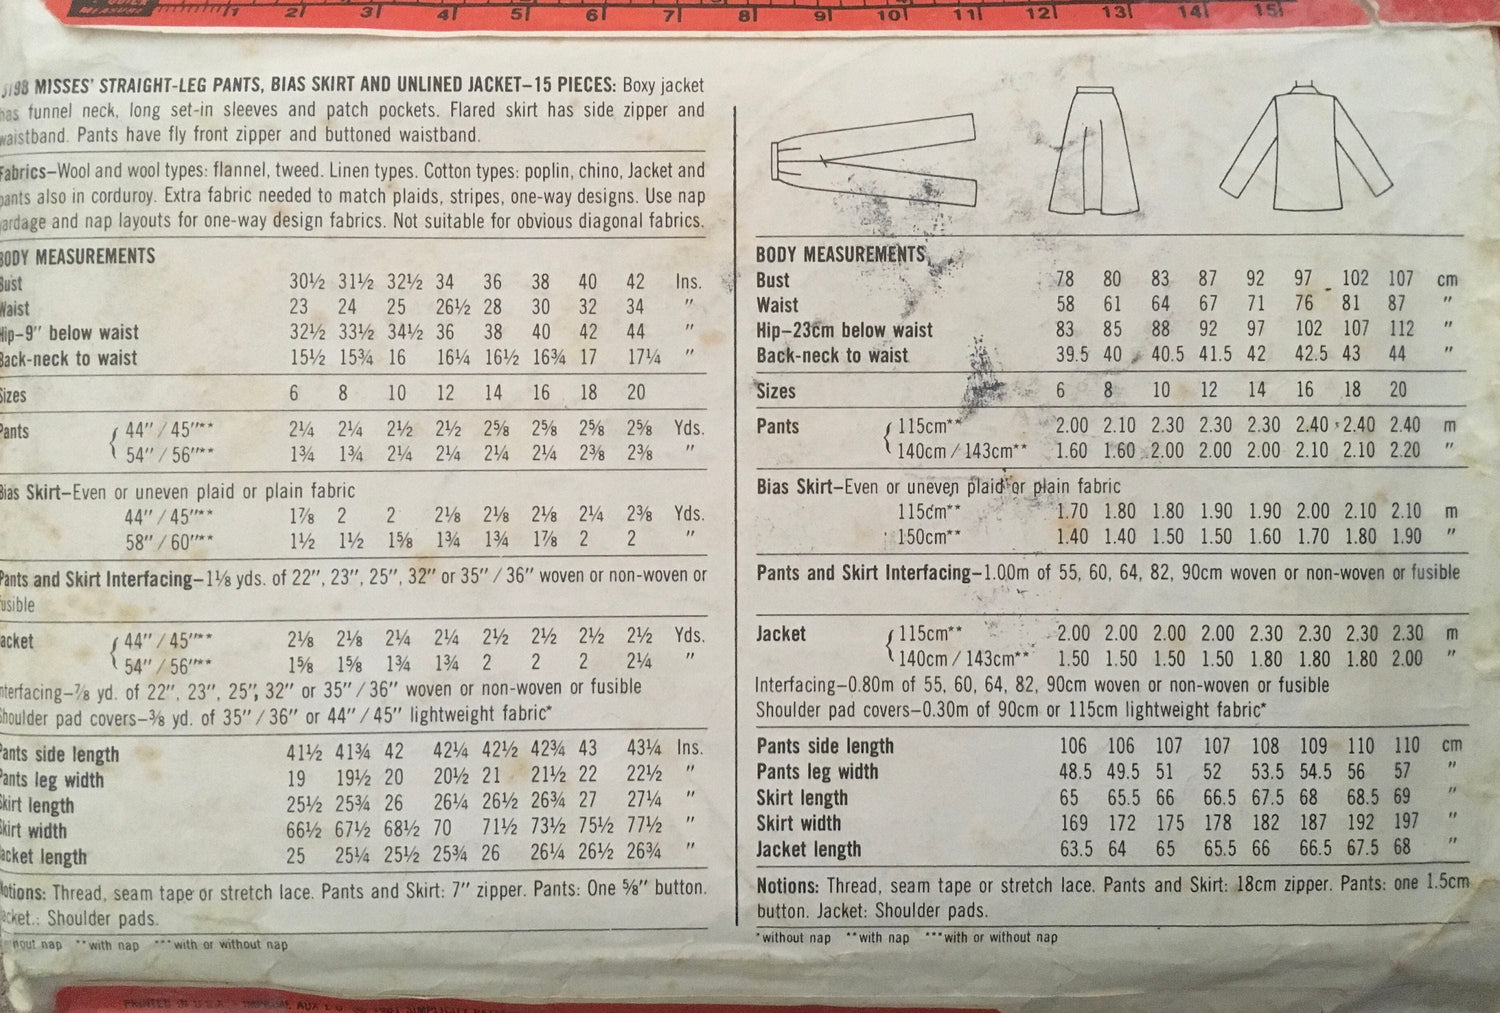 1 2 3 4 5 6 7 8 9 10 11 12 13 14 15
MISSES' STRAIGHT-LEG PANTS, BIAS SKIRT AND UNLINED JACKET—15 PIECES: Boxy jacket
has funnel neck, long set-in sleeves and patch pockets. Flared skirt has side zipper and
waistband. Pants have fly front zipper and buttoned waistband.
Fabrics—Wool and wool types: flannel, tweed. Linen types. Cotton types: poplin, chino, Jacket and
pants also in corduroy. Extra fabric needed to match plaids, stripes, one-way designs. Use nap
yardage and nap layouts for one-way design fabrics. Not suitable for obvious diagonal fabrics.
BODY MEASUREMENTS
Bust 30½ 31½ 32½ 34 36 38 40 42 Ins.
Waist 23 24 25 26½ 28 30 32 34 "
Hip—9" below waist 32½ 33½ 34½ 36 38 40 42 44 "
Back-neck to waist 15½ 15¾ 16 16¼ 16½ 16¾ 17 17¼ "
Sizes 6 8 10 12 14 16 18 20
Pants 44"/45"** 2¼ 2¼ 2½ 2½ 2⅝ 2⅝ 2⅝ 2⅝ Yds.
54"/56"** 1¾ 1¾ 2¼ 2¼ 2¼ 2¼ 2⅜ 2⅜ "
Bias Skirt—Even or uneven plaid or plain fabric
44"/45"** 1⅞ 2 2 2⅛ 2⅛ 2⅛ 2¼ 2⅜ Yds.
58"/60"** 1½ 1½ 1⅝ 1¾ 1¾ 1⅞ 2 2 "
Pants and Skirt Interfacing—1⅛ yds. of 22", 23", 25", 32" or 35"/36" woven or non-woven or
fusible
Jacket 44"/45"** 2⅛ 2⅛ 2¼ 2¼ 2½ 2½ 2½ 2½ Yds.
54"/56"** 1⅝ 1⅝ 1¾ 1¾ 2 2 2 2¼ "
Interfacing—⅞ yd. of 22", 23", 25", 32" or 35"/36" woven or non-woven or fusible
Shoulder pad covers—⅜ yd. of 35"/36" or 44"/45" lightweight fabric*
Pants side length 41½ 41¾ 42 42¼ 42½ 42¾ 43 43¼ Ins.
Pants leg width 19 19½ 20 20½ 21 21½ 22 22½ "
Skirt length 25½ 25¾ 26 26¼ 26½ 26¾ 27 27¼ "
Skirt width 66½ 67½ 68½ 70 71½ 73½ 75½ 77½ "
Jacket length 25 25¼ 25½ 25¾ 26 26¼ 26½ 26¾ "
Notions: Thread, seam tape or stretch lace. Pants and Skirt: 7" zipper. Pants: One ⅝" button.
Jacket.: Shoulder pads.
*without nap **with nap ***with or without nap
BODY MEASUREMENTS
Bust 78 80 83 87 92 97 102 107 cm
Waist 58 61 64 67 71 76 81 87 "
Hip—23cm below waist 83 85 88 92 97 102 107 112 "
Back-neck to waist 39.5 40 40.5 41.5 42 42.5 43 44 "
Sizes 6 8 10 12 14 16 18 20
Pants 115cm** 2.00 2.10 2.30 2.30 2.30 2.40 2.40 2.40 m
140cm/143cm** 1.60 1.60 2.00 2.00 2.00 2.10 2.10 2.20 "
Bias Skirt—Even or uneven plaid or plain fabric
115cm** 1.70 1.80 1.80 1.90 1.90 2.00 2.10 2.10 m
150cm** 1.40 1.40 1.50 1.50 1.60 1.70 1.80 1.90 "
Pants and Skirt Interfacing—1.00m of 55, 60, 64, 82, 90cm woven or non-woven or fusible
Jacket 115cm** 2.00 2.00 2.00 2.00 2.30 2.30 2.30 2.30 m
140cm/143cm** 1.50 1.50 1.50 1.50 1.80 1.80 1.80 2.00 "
Interfacing—0.80m of 55, 60, 64, 82, 90cm woven or non-woven or fusible
Shoulder pad covers—0.30m of 90cm or 115cm lightweight fabric*
Pants side length 106 106 107 107 108 109 110 110 cm
Pants leg width 48.5 49.5 51 52 53.5 54.5 56 57 "
Skirt length 65 65.5 66 66.5 67.5 68 68.5 69 "
Skirt width 169 172 175 178 182 187 192 197 "
Jacket length 63.5 64 65 65.5 66 66.5 67.5 68 "
Notions: Thread, seam tape or stretch lace. Pants and Skirt: 18cm zipper. Pants: one 1.5cm
button. Jacket: Shoulder pads.
*without nap **with nap ***with or without nap
PRINTED IN U.S.A.